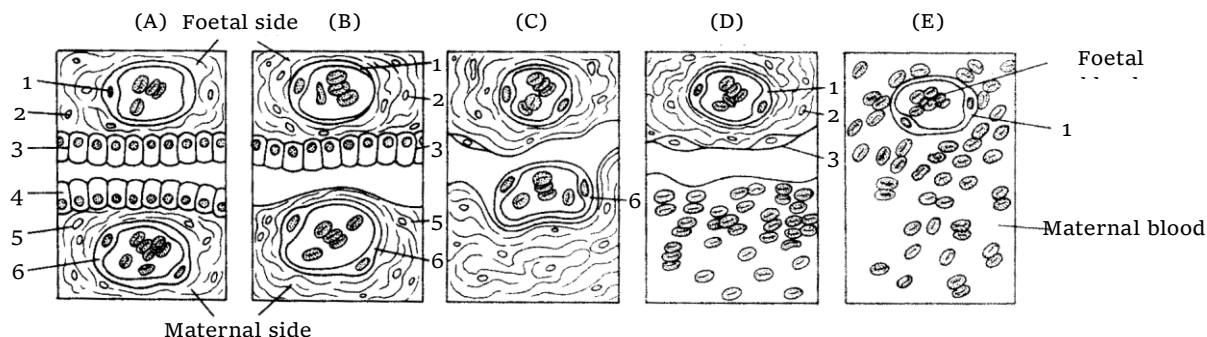 (A) Foetal side (B) (C) (D) (E)
1 1 1 Foetal
2 2 2
3 3 3 1
4
5 5 6
6 6 Maternal blood
Maternal side